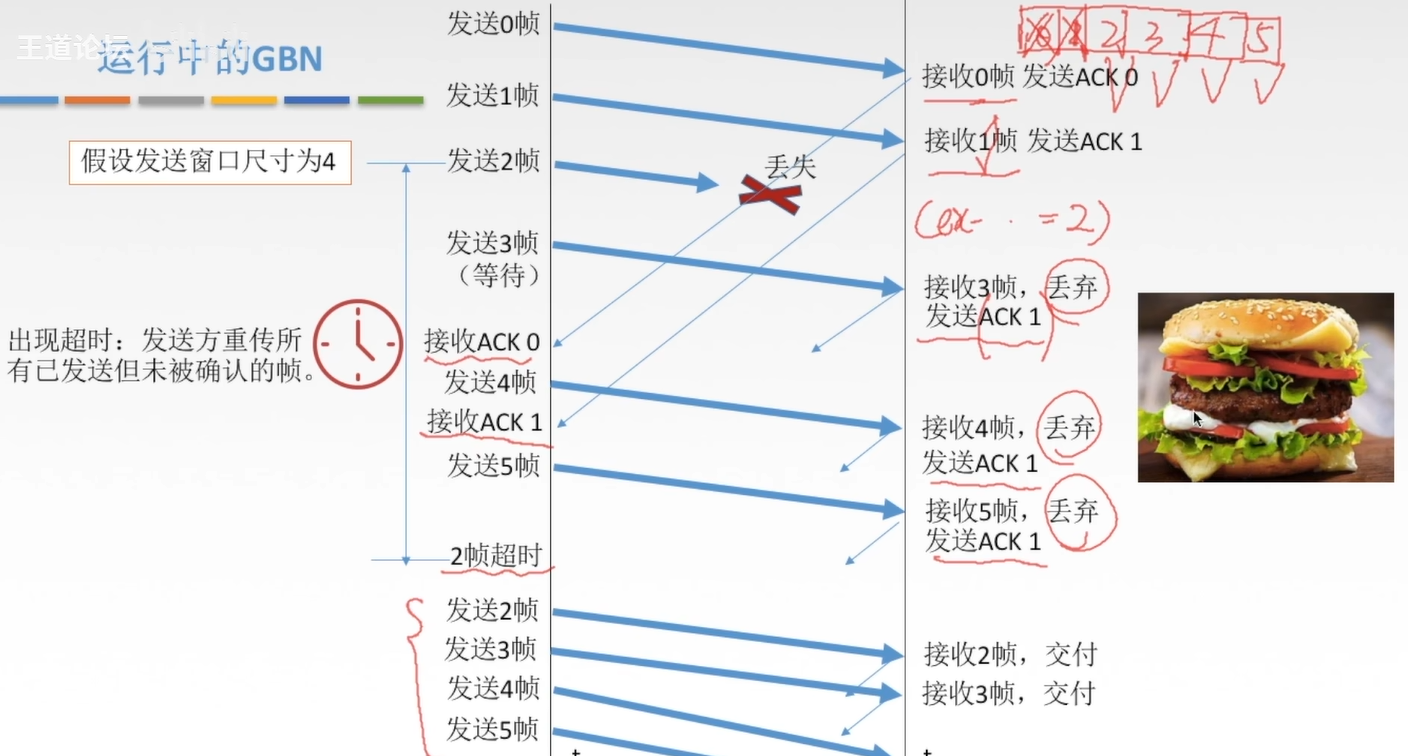 王道论坛
运行中的GBN
假设发送窗口尺寸为4
出现超时：发送方重传所
有已发送但未被确认的帧。
发送0帧
发送1帧
发送2帧
发送3帧
（等待）
接收ACK 0
发送4帧
接收ACK 1
发送5帧
2帧超时
发送2帧
发送3帧
发送4帧
发送5帧
t
丢失
2 3 4 5
接收0帧 发送ACK 0
接收1帧 发送ACK 1
(ex- · =2)
接收3帧，丢弃
发送ACK 1
接收4帧，丢弃
发送ACK 1
接收5帧，丢弃
发送ACK 1
接收2帧，交付
接收3帧，交付
t